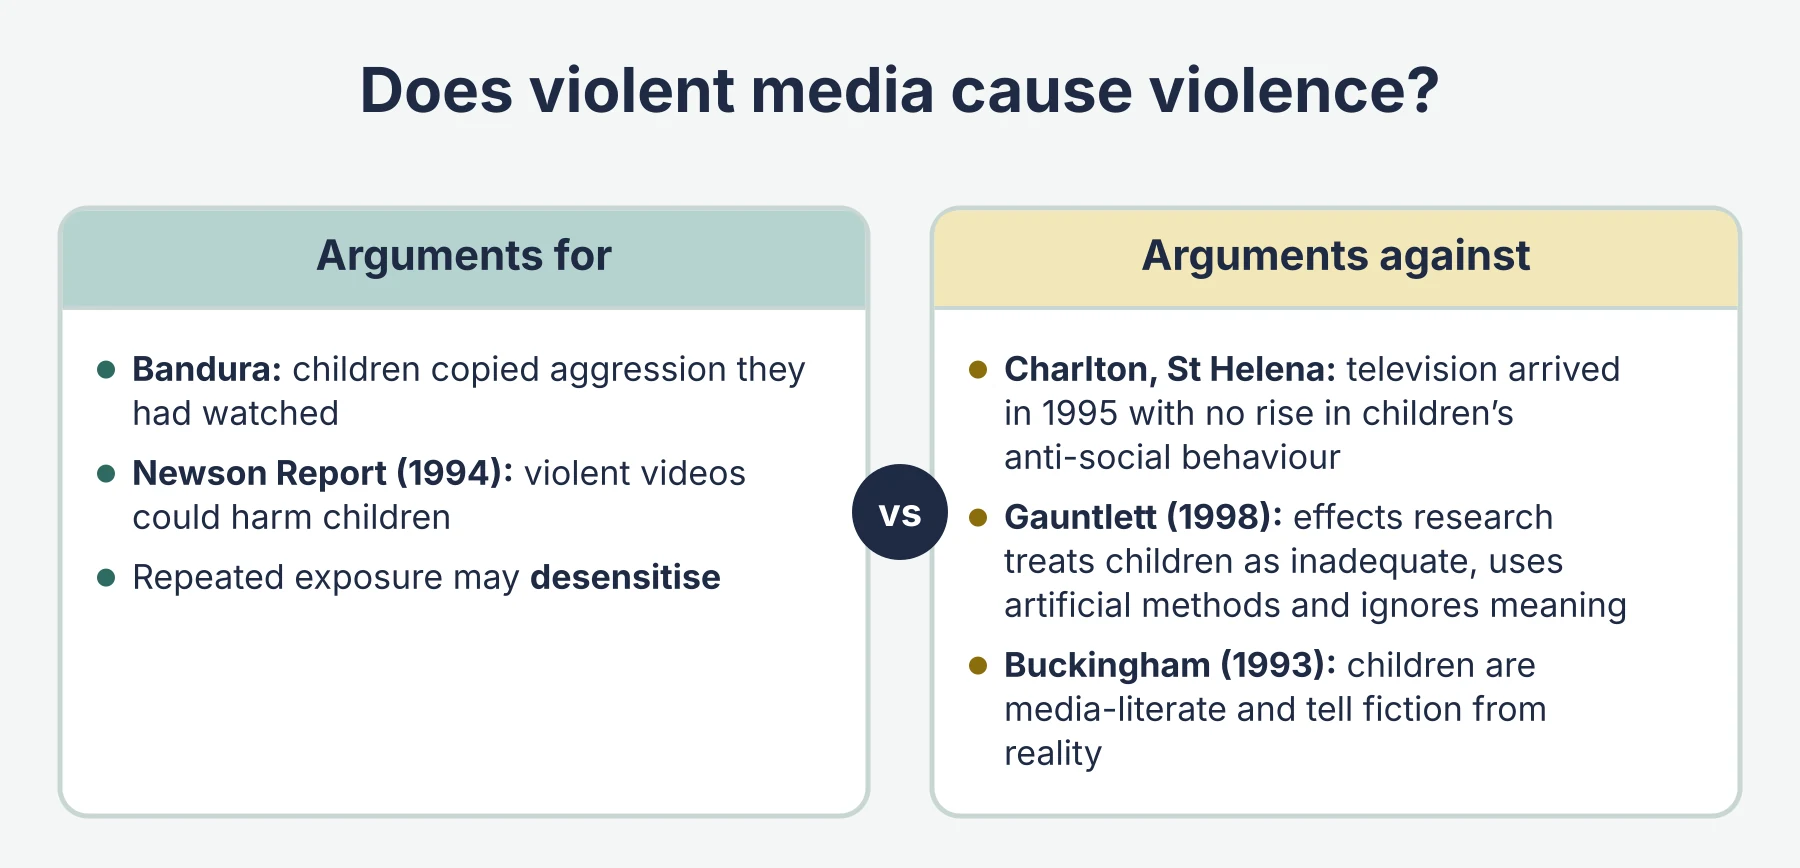 Does violent media cause violence?
Arguments for
Bandura: children copied aggression they
had watched
Newson Report (1994): violent videos
could harm children
Repeated exposure may desensitise
vs
Arguments against
Charlton, St Helena: television arrived
in 1995 with no rise in children’s
anti-social behaviour
Gauntlett (1998): effects research
treats children as inadequate, uses
artificial methods and ignores meaning
Buckingham (1993): children are
media-literate and tell fiction from
reality